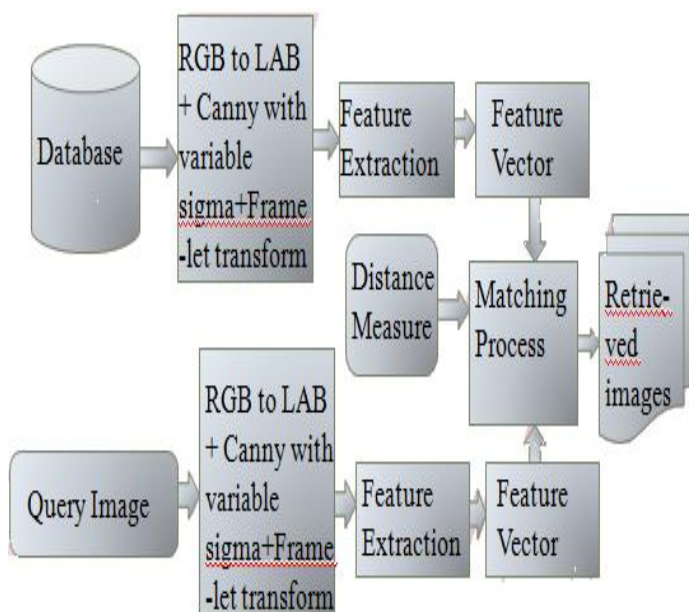 Database
RGB to LAB
+ Canny with
variable
sigma+Frame
-let transform
Feature
Extraction
Feature
Vector
Distance
Measure
Matching
Process
Retrie-
ved
images
Query Image
RGB to LAB
+ Canny with
variable
sigma+Frame
-let transform
Feature
Extraction
Feature
Vector